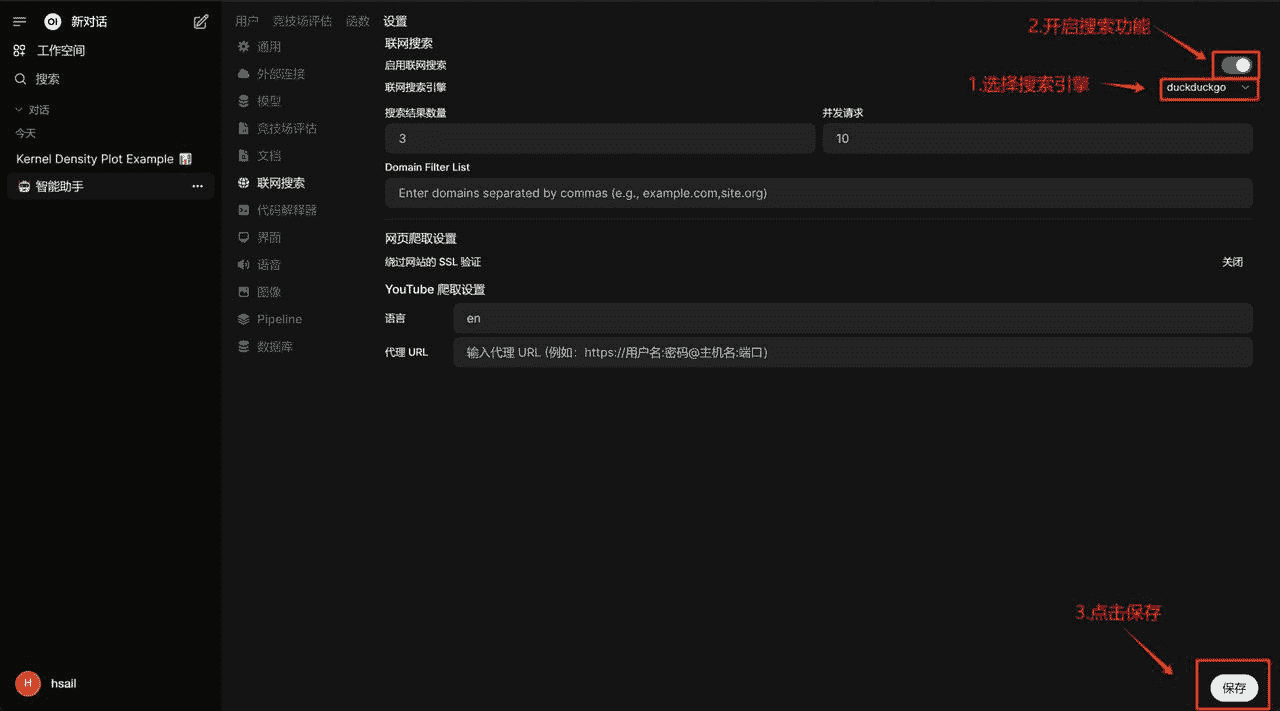 新对话
工作空间
搜索
对话
今天
Kernel Density Plot Example
智能助手
hsail
H
OI
用户 竞技场评估 函数 设置
通用
外部连接
模型
竞技场评估
文档
联网搜索
代码解释器
界面
语音
图像
Pipeline
数据库
联网搜索
启用联网搜索
联网搜索引擎
duckduckgo
搜索结果数量 并发请求
3 10
Domain Filter List
Enter domains separated by commas (e.g., example.com,site.org)
网页爬取设置
绕过网站的 SSL 验证 关闭
YouTube 爬取设置
语言 en
代理 URL 输入代理 URL (例如：https://用户名:密码@主机名:端口)
2.开启搜索功能
1.选择搜索引擎
3.点击保存
保存